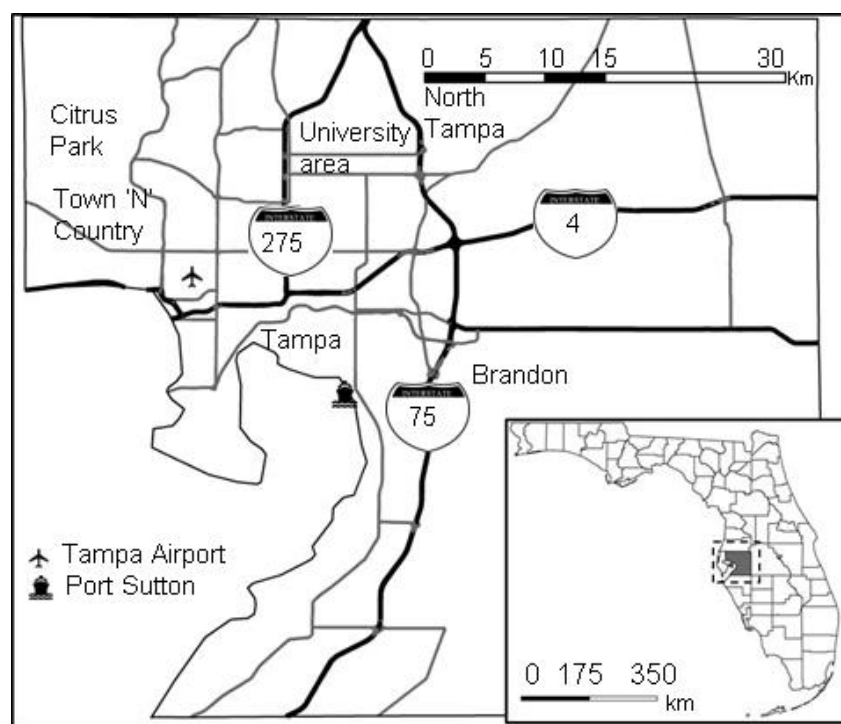 0 5 10 15 30
Km
North
Tampa
Citrus
Park
University
area
Town 'N'
Country
INTERSTATE
275
INTERSTATE
4
Tampa
Brandon
INTERSTATE
75
Tampa Airport
Port Sutton
0 175 350
km